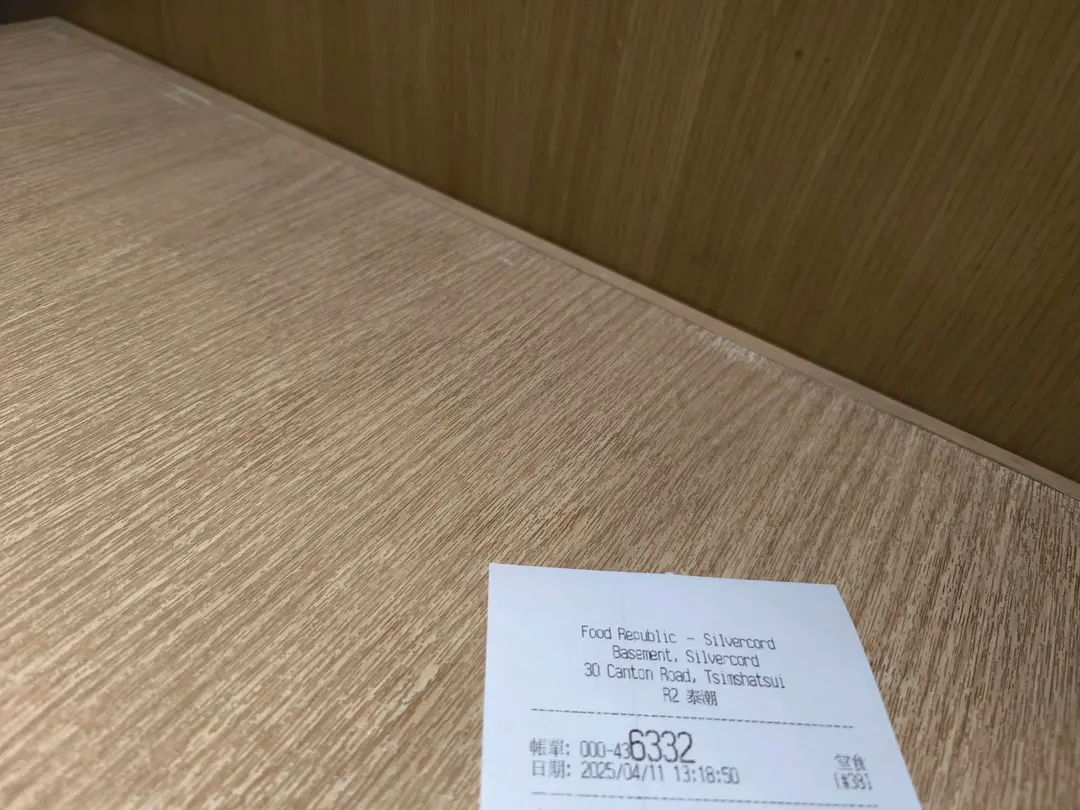 Food Republic - Silvercord
Basement, Silvercord
30 Canton Road, Tsimshatsui
R2 泰潮
帳單: 000-436332
日期: 2025/04/11 13:18:50
堂食
(#38)